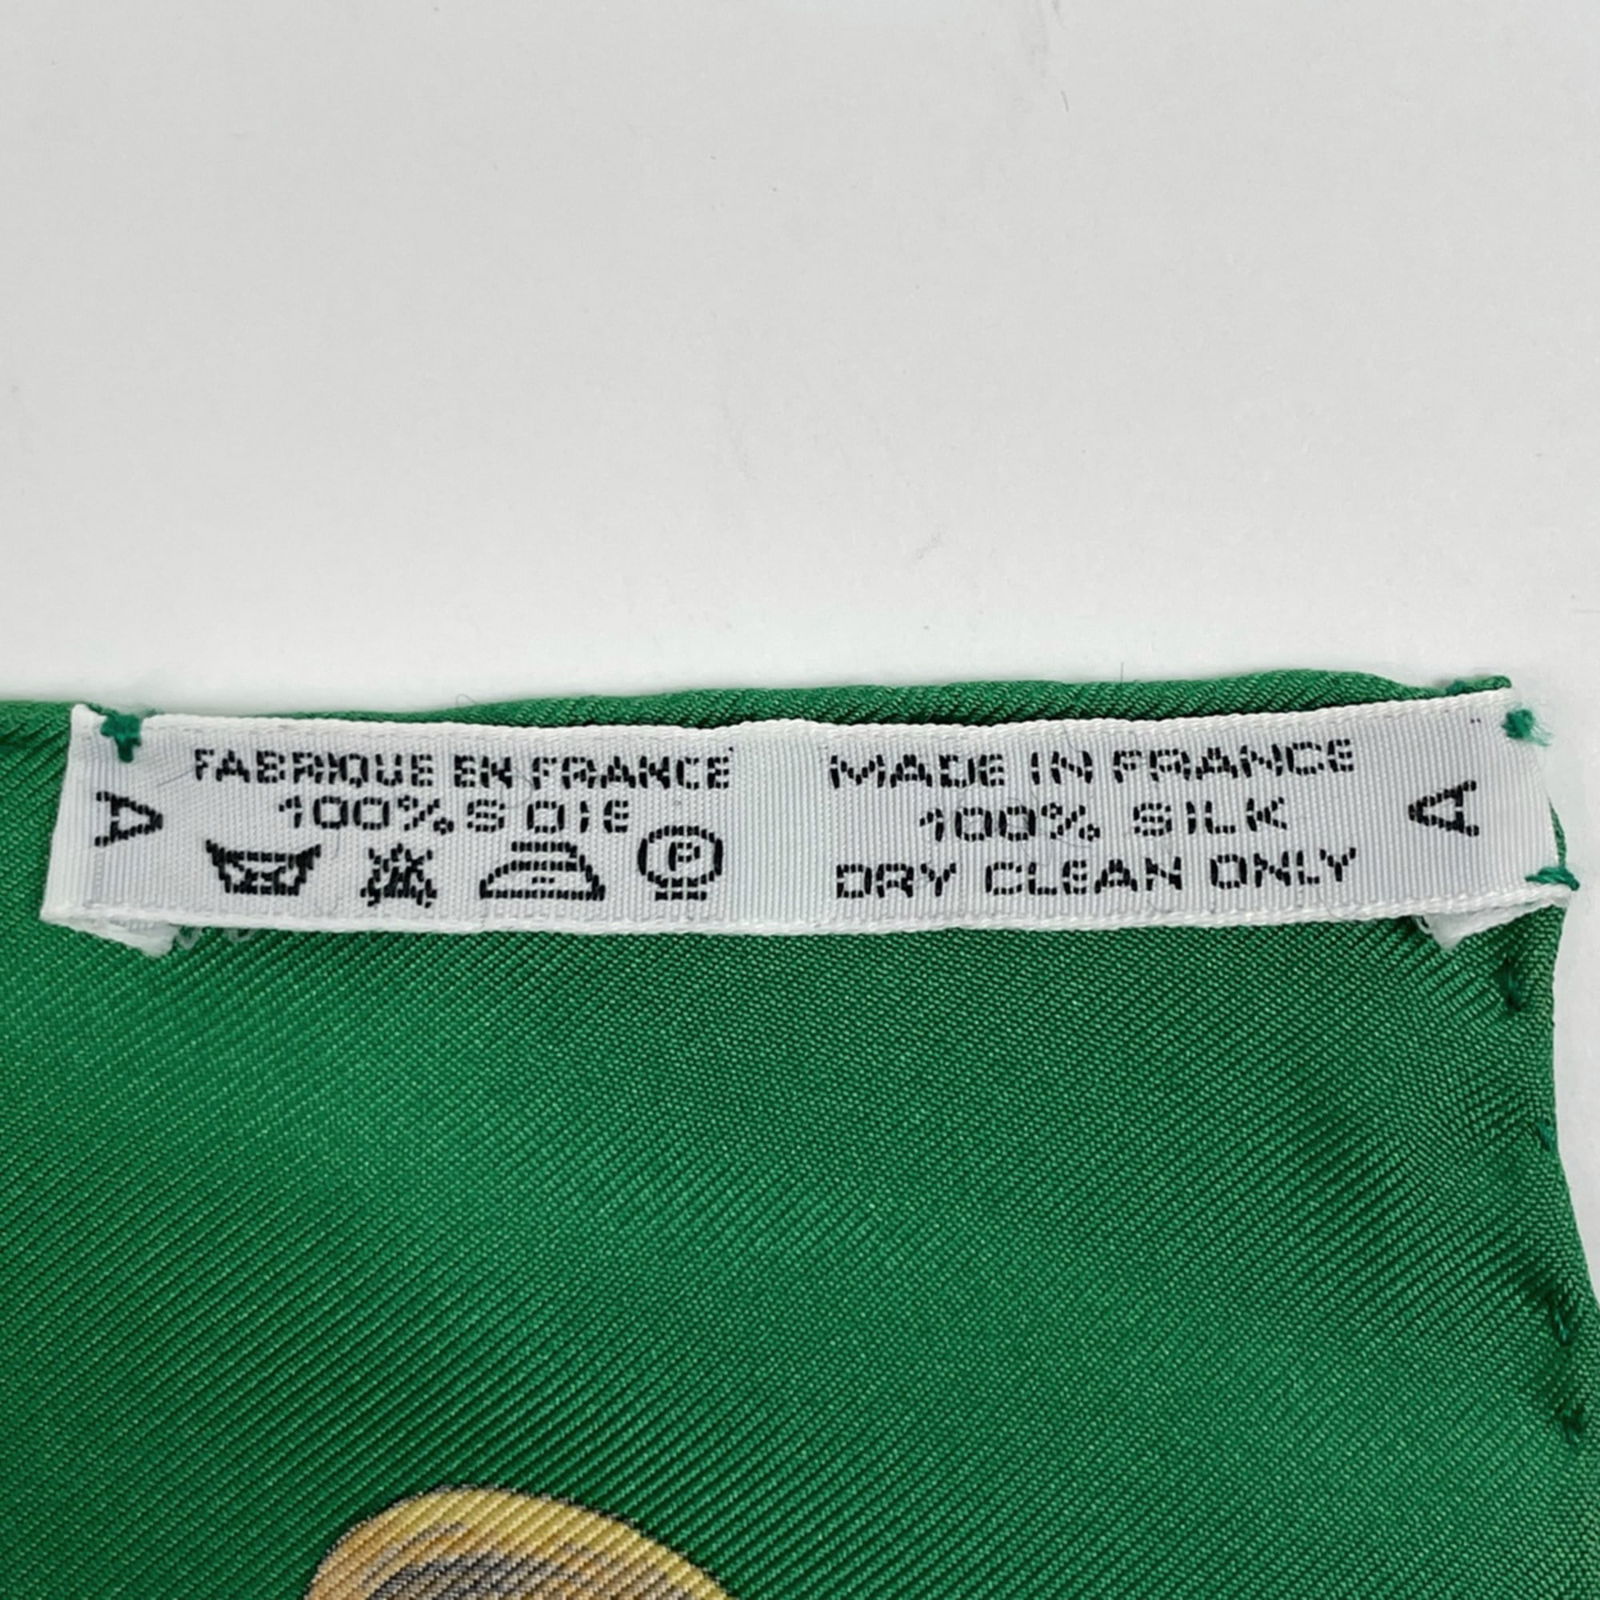 FABRIQUE EN FRANCE
100% SOIE
P
A
MADE IN FRANCE
100% SILK
DRY CLEAN ONLY
A